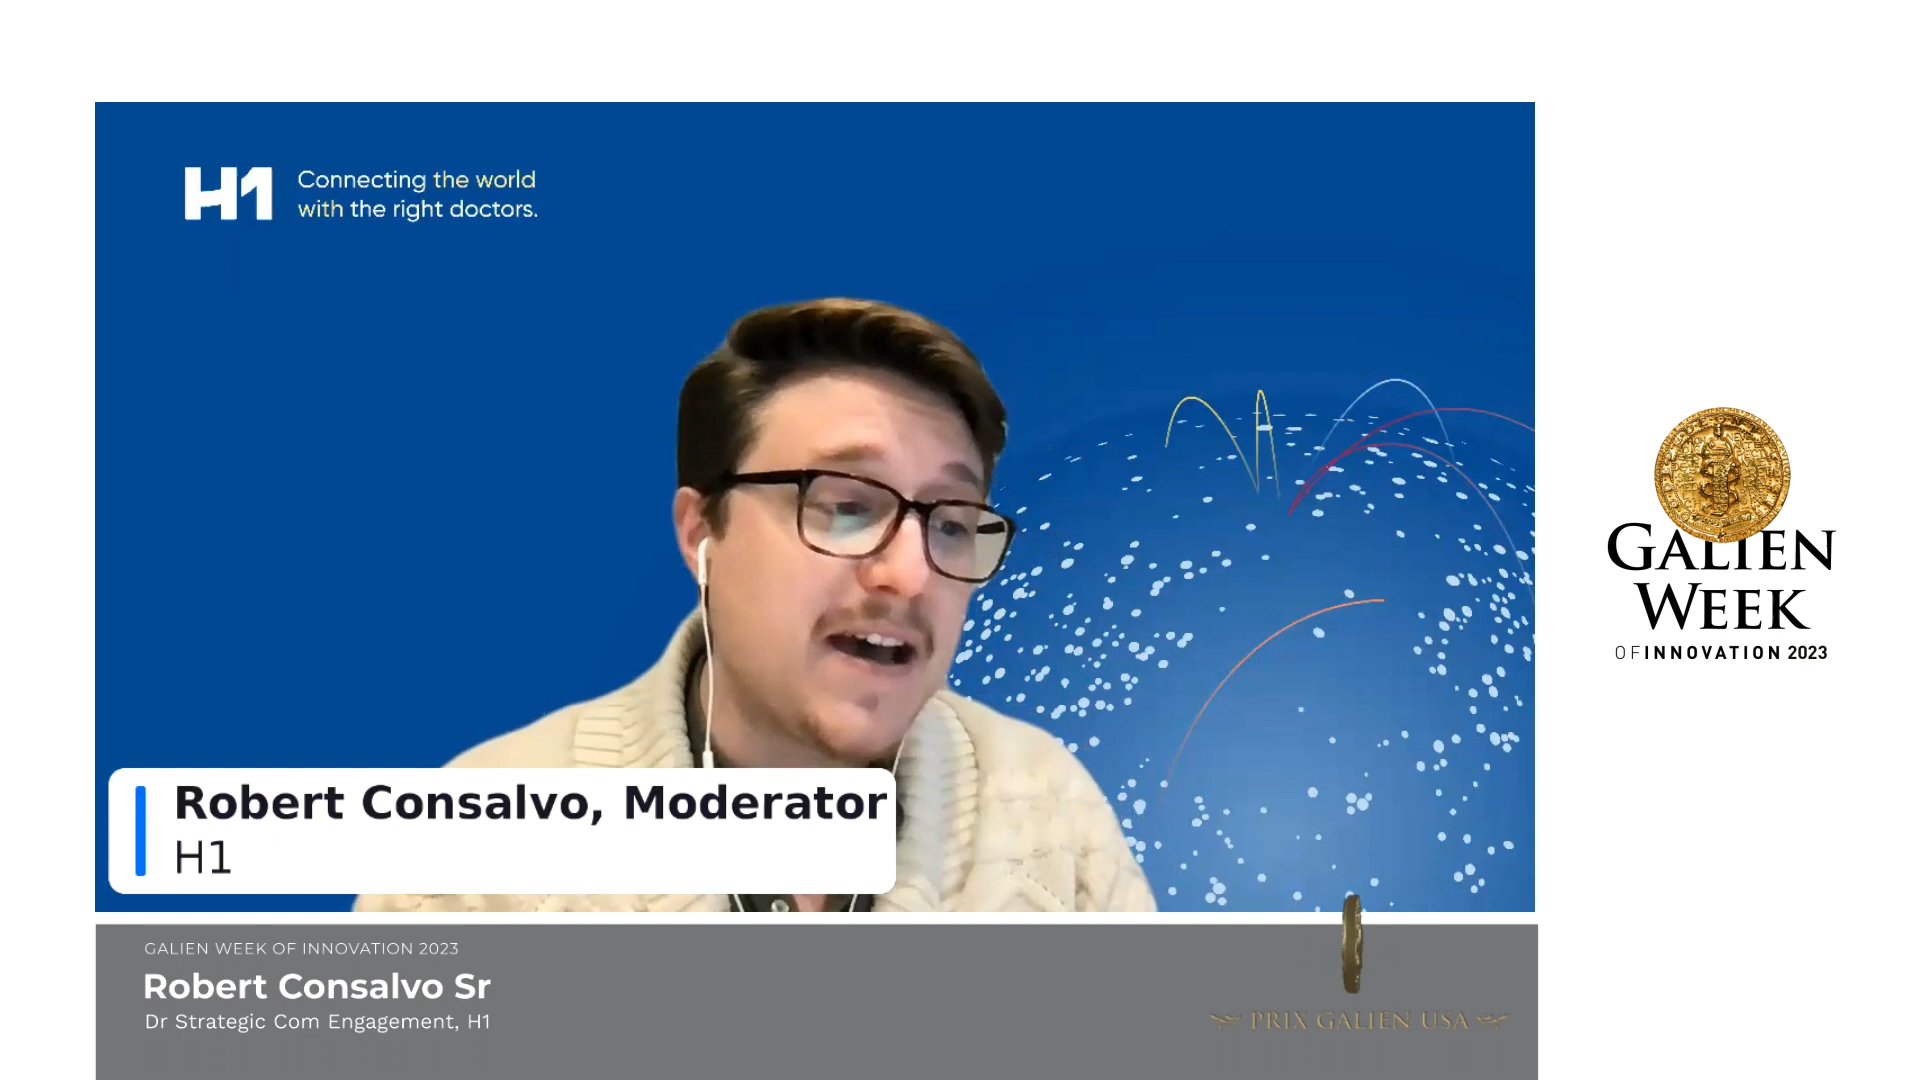 H1
Connecting the world
with the right doctors.
Robert Consalvo, Moderator
H1
GALIEN WEEK OF INNOVATION 2023
Robert Consalvo Sr
Dr Strategic Com Engagement, H1
PRIX GALIEN USA
GALIEN
WEEK
OF INNOVATION 2023